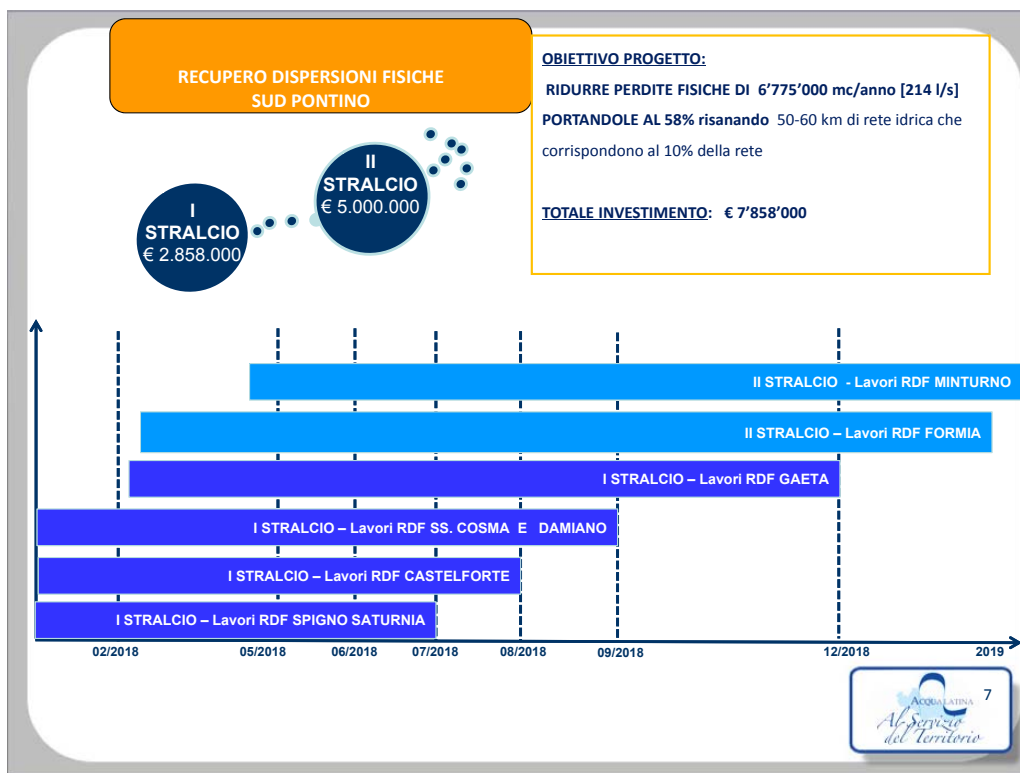 RECUPERO DISPERSIONI FISICHE
SUD PONTINO
OBIETTIVO PROGETTO:
RIDURRE PERDITE FISICHE DI 6’775’000 mc/anno [214 l/s]
PORTANDOLE AL 58% risanando 50-60 km di rete idrica che
corrispondono al 10% della rete
TOTALE INVESTIMENTO: € 7’858’000
I
STRALCIO
€ 2.858.000
II
STRALCIO
€ 5.000.000
II STRALCIO - Lavori RDF MINTURNO
II STRALCIO – Lavori RDF FORMIA
I STRALCIO – Lavori RDF GAETA
I STRALCIO – Lavori RDF SS. COSMA E DAMIANO
I STRALCIO – Lavori RDF CASTELFORTE
I STRALCIO – Lavori RDF SPIGNO SATURNIA
02/2018 05/2018 06/2018 07/2018 08/2018 09/2018 12/2018 2019
7
ACQUALATINA
Al Servizio
del Territorio